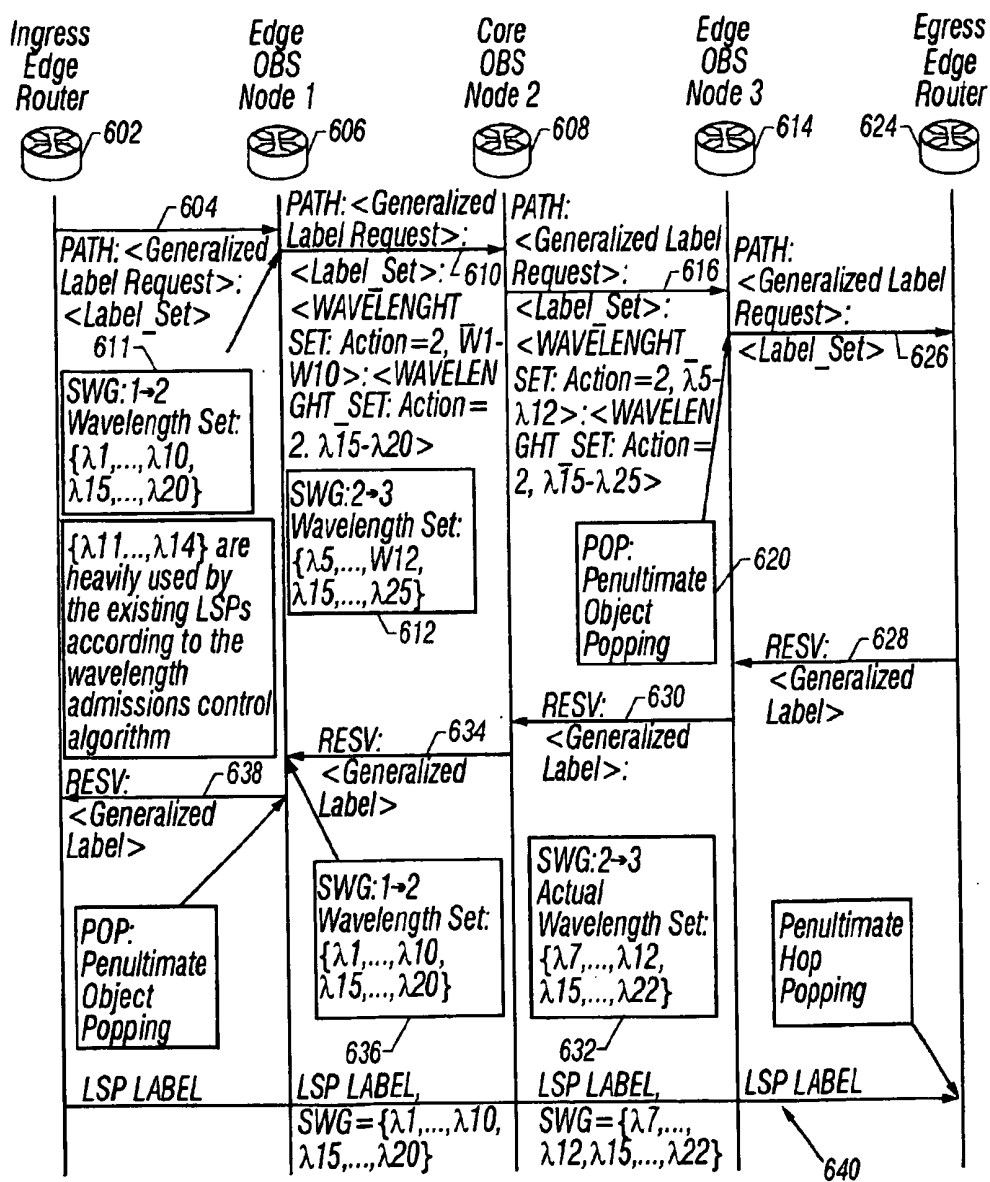 Ingress
Edge
Router
602
Edge
OBS
Node 1
606
Core
OBS
Node 2
608
Edge
OBS
Node 3
614
Egress
Edge
Router
624
604
PATH: <Generalized
Label Request>:
<Label_Set>
611
SWG:1→2
Wavelength Set:
{λ1,...,λ10,
λ15,...,λ20}
{λ11...,λ14} are
heavily used by
the existing LSPs
according to the
wavelength
admissions control
algorithm
RESV:
638
<Generalized
Label>
POP:
Penultimate
Object
Popping
PATH: <Generalized
Label Request>:
<Label_Set>:
610
<WAVELENGHT_
SET: Action=2, W1-
W10>:<WAVELEN
GHT_SET: Action=
2. λ15-λ20>
SWG:2→3
Wavelength Set:
{λ5,...,W12,
λ15,...,λ25}
612
RESV:
634
<Generalized
Label>
SWG:1→2
Wavelength Set:
{λ1,...,λ10,
λ15,...,λ20}
636
PATH:
<Generalized Label
Request>:
616
<Label_Set>:
<WAVELENGHT_
SET: Action=2, λ5-
λ12>:<WAVELEN
GHT_SET: Action=
2, λ15-λ25>
POP:
Penultimate
Object
Popping
620
RESV:
630
<Generalized
Label>:
SWG:2→3
Actual
Wavelength Set:
{λ7,...,λ12,
λ15,...,λ22}
632
PATH:
<Generalized Label
Request>:
<Label_Set>
626
RESV:
628
<Generalized
Label>
Penultimate
Hop
Popping
LSP LABEL
LSP LABEL,
SWG={λ1,...,λ10,
λ15,...,λ20}
LSP LABEL,
SWG={λ7,...,
λ12,λ15,...,λ22}
LSP LABEL
640